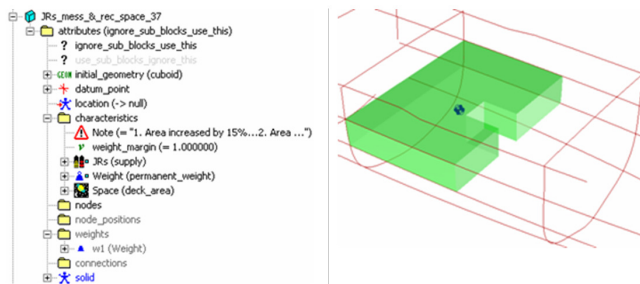 JRs_mess_&_rec_space_37
attributes (ignore_sub_blocks_use_this)
? ignore_sub_blocks_use_this
? use_sub_blocks_ignore_this
GEOM initial_geometry (cuboid)
datum_point
location (-> null)
characteristics
Note (= "1. Area increased by 15%...2. Area ...")
v weight_margin (= 1.000000)
JRs (supply)
Weight (permanent_weight)
Space (deck_area)
nodes
node_positions
weights
w1 (Weight)
connections
solid